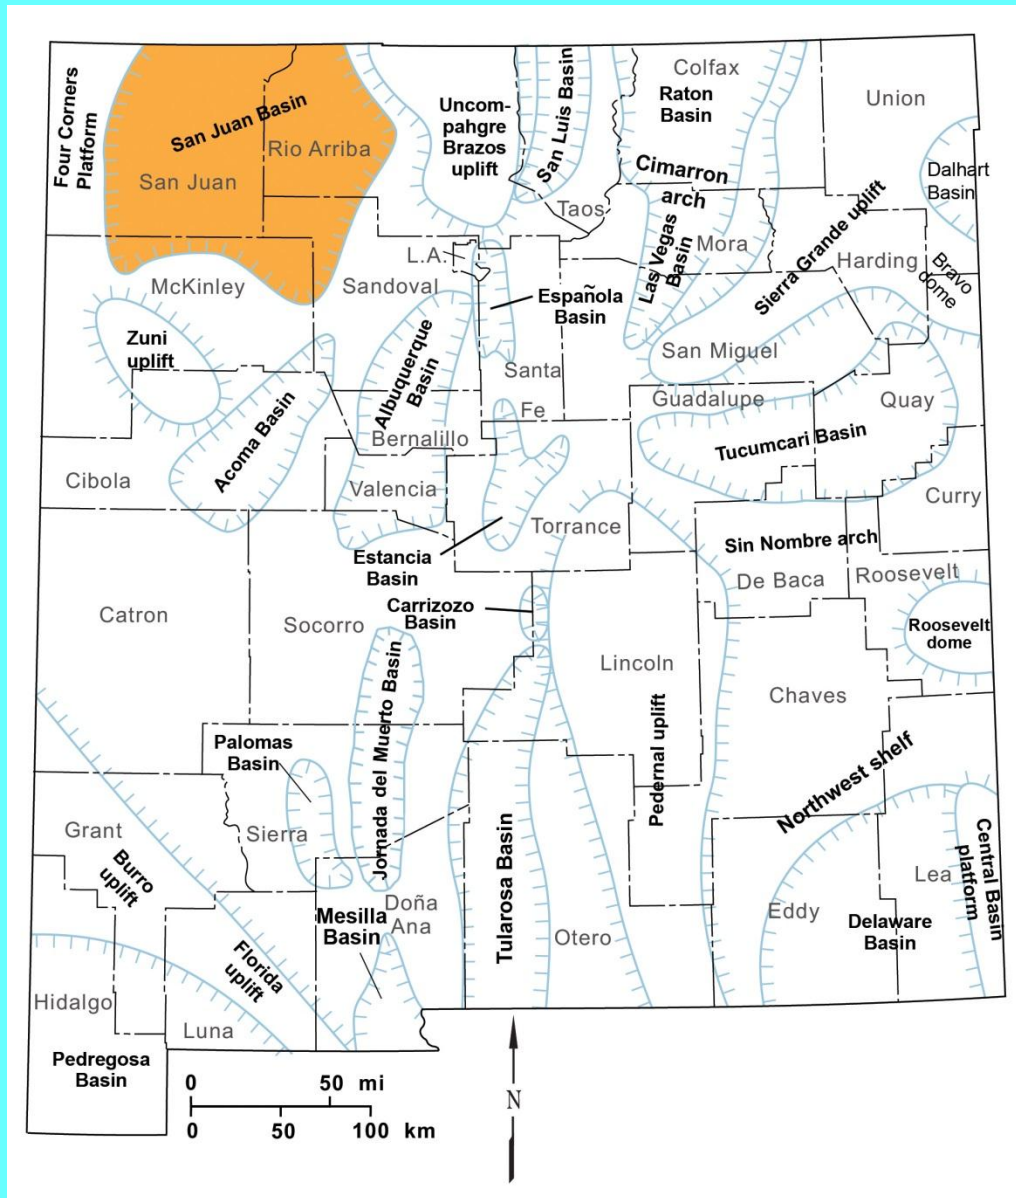 Four Corners
Platform
San Juan Basin
San Juan
Rio Arriba
Uncom-
pahgre
Brazos
uplift
San Luis Basin
Colfax
Raton
Basin
Union
Cimarron
arch
Dalhart
Basin
Taos
Las Vegas
Basin
Mora
Sierra Grande uplift
Harding
Bravo
dome
L.A.
McKinley
Sandoval
Española
Basin
Zuni
uplift
Albuquerque
Basin
Santa
Fe
San Miguel
Guadalupe
Quay
Acoma Basin
Bernalillo
Tucumcari Basin
Cibola
Valencia
Curry
Torrance
Estancia
Basin
Sin Nombre arch
De Baca
Roosevelt
Carrizozo
Basin
Catron
Socorro
Roosevelt
dome
Lincoln
Jornada del Muerto Basin
Chaves
Pedernal uplift
Palomas
Basin
Northwest shelf
Grant
Sierra
Burro
uplift
Tularosa Basin
Central Basin
platform
Lea
Doña
Ana
Mesilla
Basin
Eddy
Delaware
Basin
Otero
Florida
uplift
Hidalgo
Luna
Pedregosa
Basin
0 50 mi
0 50 100 km
N